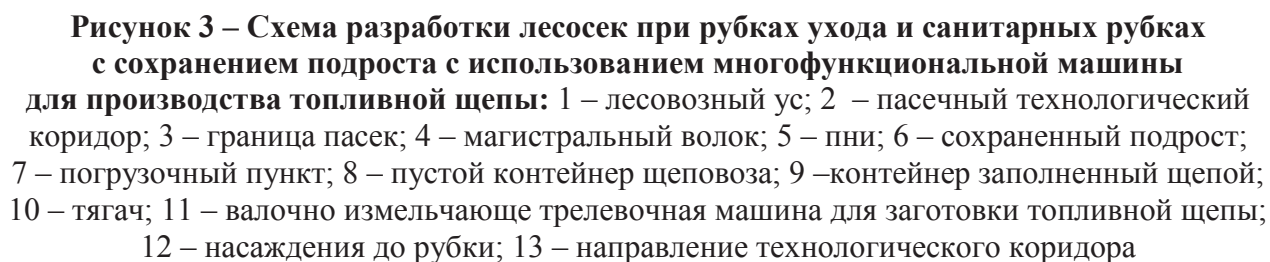 Рисунок 3 – Схема разработки лесосек при рубках ухода и санитарных рубках
с сохранением подроста с использованием многофункциональной машины
для производства топливной щепы: 1 – лесовозный ус; 2 – пасечный технологический
коридор; 3 – граница пасек; 4 – магистральный волок; 5 – пни; 6 – сохраненный подрост;
7 – погрузочный пункт; 8 – пустой контейнер щеповоза; 9 –контейнер заполненный щепой;
10 – тягач; 11 – валочно измельчающе трелевочная машина для заготовки топливной щепы;
12 – насаждения до рубки; 13 – направление технологического коридора